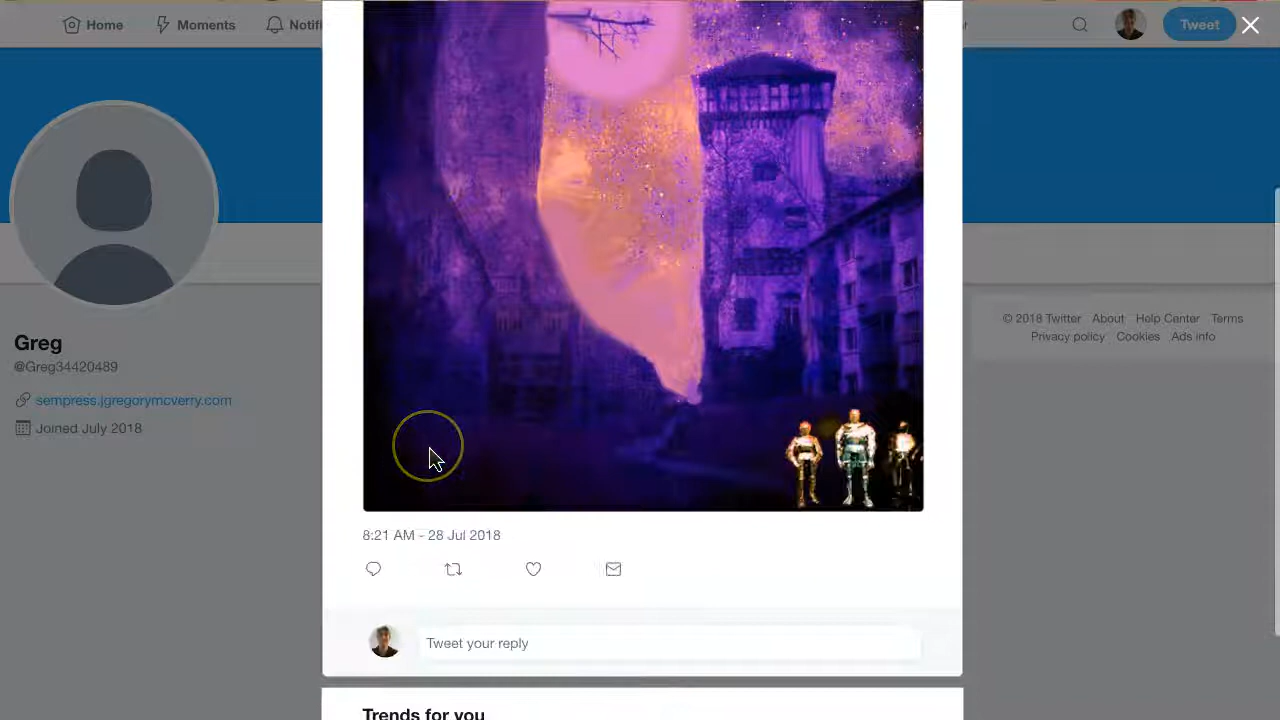 Home Moments Notifi
Tweet
Greg
@Greg34420489
sempress.jgregorymcverry.com
Joined July 2018
8:21 AM - 28 Jul 2018
Tweet your reply
Trends for you
© 2018 Twitter About Help Center Terms
Privacy policy Cookies Ads info